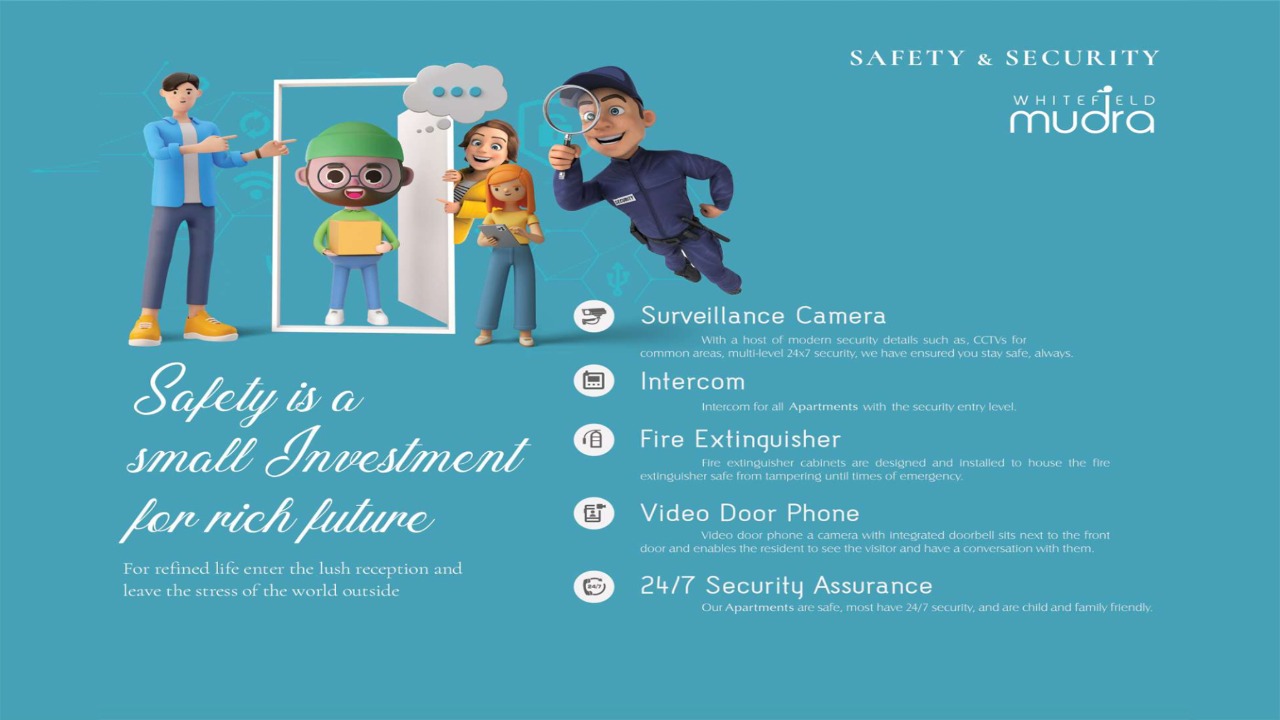 SAFETY & SECURITY
WHITEFIELD
mudra
SECURITY
Surveillance Camera
With a host of modern security details such as, CCTVs for
common areas, multi-level 24x7 security, we have ensured you stay safe, always.
Intercom
Intercom for all Apartments with the security entry level.
Fire Extinguisher
Fire extinguisher cabinets are designed and installed to house the fire
extinguisher safe from tampering until times of emergency.
Video Door Phone
Video door phone a camera with integrated doorbell sits next to the front
door and enables the resident to see the visitor and have a conversation with them.
24/7
24/7 Security Assurance
Our Apartments are safe, most have 24/7 security, and are child and family friendly.
Safety is a
small Investment
for rich future
For refined life enter the lush reception and
leave the stress of the world outside